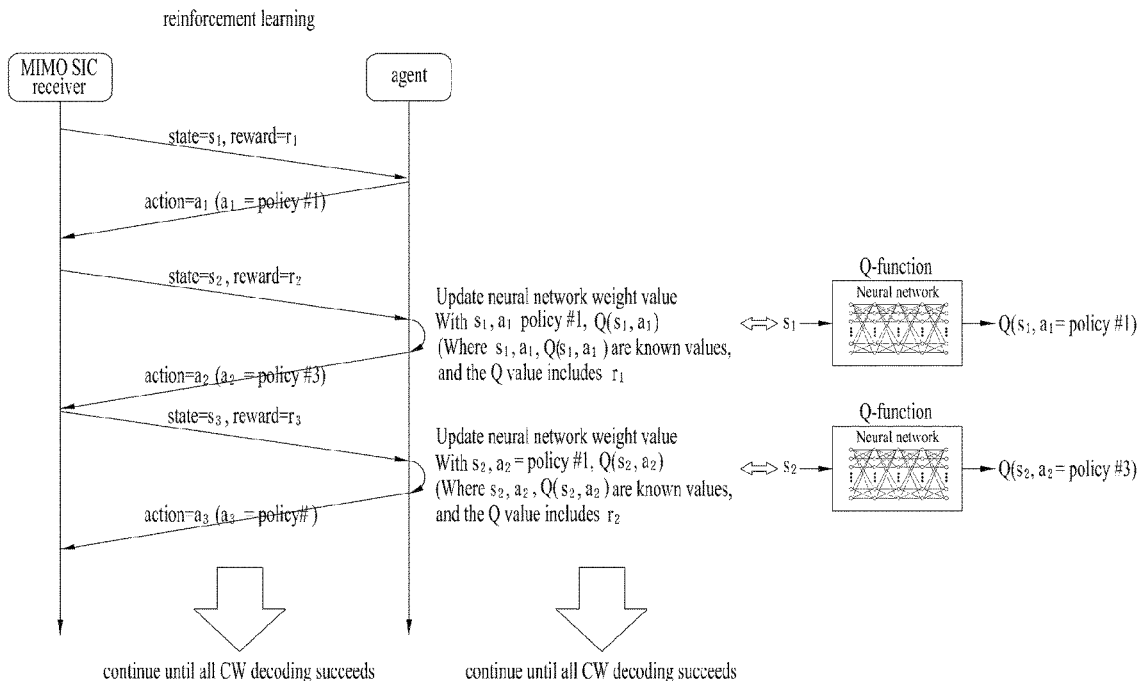 reinforcement learning
MIMO SIC
receiver
agent
state=s₁, reward=r₁
action=a₁ (a₁ = policy #1)
state=s₂, reward=r₂
Update neural network weight value
With s₁, a₁ policy #1, Q(s₁, a₁)
(Where s₁, a₁, Q(s₁, a₁) are known values,
and the Q value includes r₁
s₁
Q-function
Neural network
Q(s₁, a₁= policy #1)
action=a₂ (a₂ = policy #3)
state=s₃, reward=r₃
Update neural network weight value
With s₂, a₂ = policy #1, Q(s₂, a₂)
(Where s₂, a₂, Q(s₂, a₂) are known values,
and the Q value includes r₂
s₂
Q-function
Neural network
Q(s₂, a₂= policy #3)
action=a₃ (a₃ = policy# )
continue until all CW decoding succeeds
continue until all CW decoding succeeds